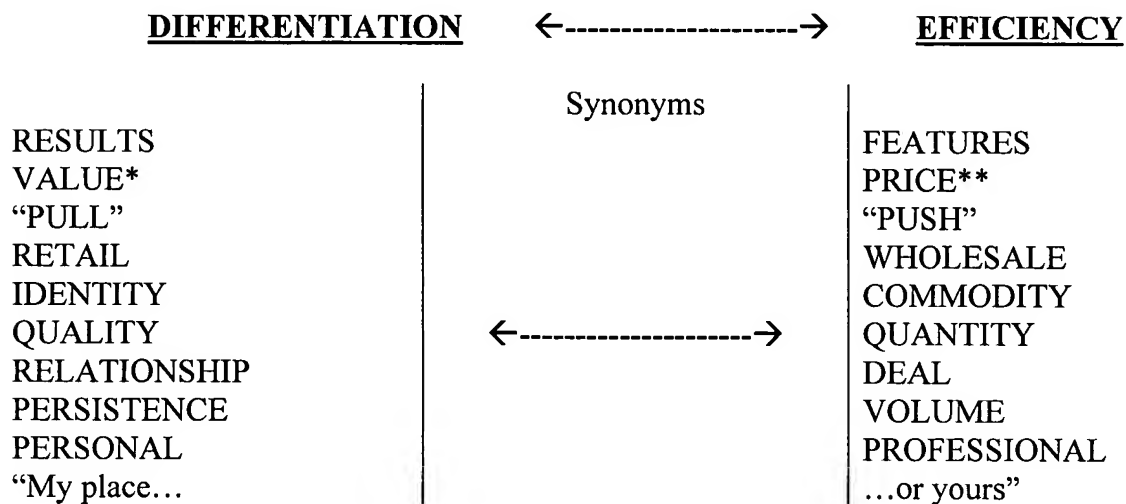 DIFFERENTIATION <---------------------> EFFICIENCY
Synonyms
RESULTS FEATURES
VALUE* PRICE**
“PULL” “PUSH”
RETAIL WHOLESALE
IDENTITY COMMODITY
QUALITY <---------------------> QUANTITY
RELATIONSHIP DEAL
PERSISTENCE VOLUME
PERSONAL PROFESSIONAL
“My place… …or yours”